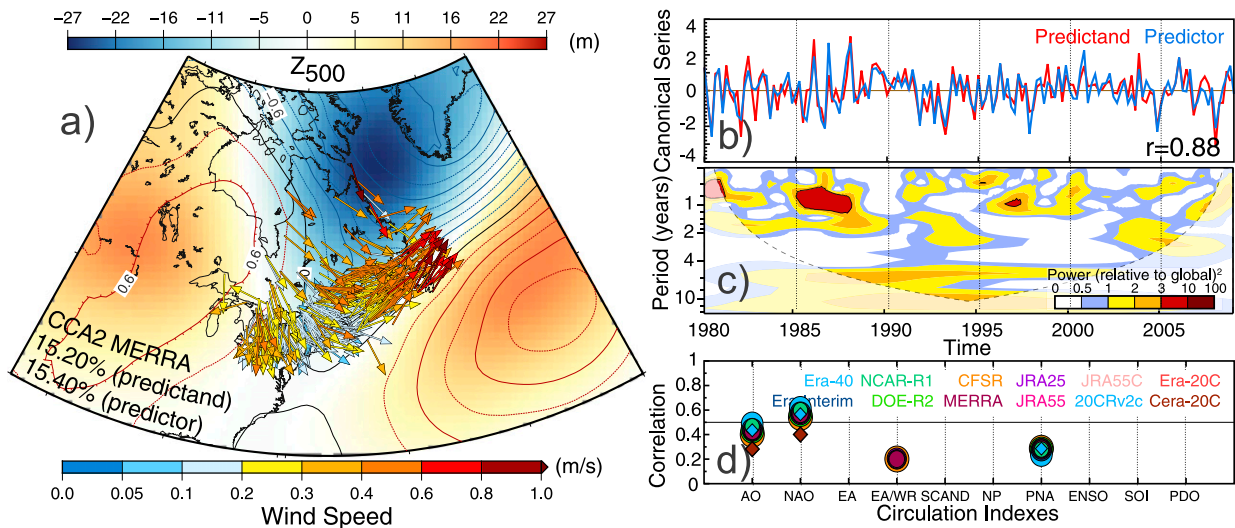 −27 −22 −16 −11 −5 0 5 11 16 22 27
(m)
Z500
a)
-0.6
0
0.6
0.6
CCA2 MERRA
15.20% (predictand)
15.40% (predictor)
(m/s)
0.0 0.05 0.1 0.2 0.3 0.4 0.6 0.8 1.0
Wind Speed
Canonical Series
4
2
0
-2
-4
Predictand Predictor
b)
r=0.88
Period (years)
1
2
4
10
c)
Power (relative to global)²
0 0.5 1 2 3 10 100
1980 1985 1990 1995 2000 2005
Time
Correlation
1
0.8
0.6
0.4
0.2
0
Era-40 NCAR-R1 CFSR JRA25 JRA55C Era-20C
Era-Interim DOE-R2 MERRA JRA55 20CRv2c Cera-20C
d)
AO NAO EA EA/WR SCAND NP PNA ENSO SOI PDO
Circulation Indexes